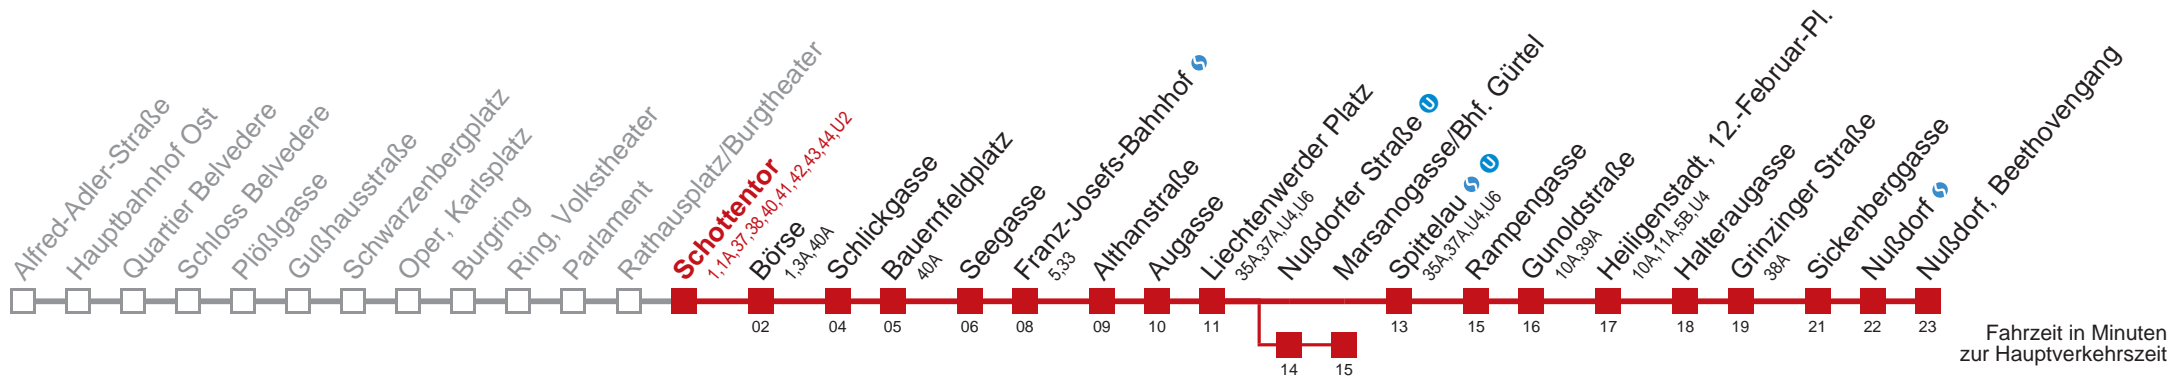 Alfred-Adler-Straße
Hauptbahnhof Ost
Quartier Belvedere
Schloss Belvedere
Plößlgasse
Gußhausstraße
Schwarzenbergplatz
Oper, Karlsplatz
Burgring
Ring, Volkstheater
Parlament
Rathausplatz/Burgtheater
Schottentor
1,1A,37,38,40,41,42,43,44,U2
Börse
1,3A,40A
Schlickgasse
Bauernfeldplatz
40A
Seegasse
Franz-Josefs-Bahnhof S
5,33
Althanstraße
Augasse
Liechtenwerder Platz
35A,37A,U4,U6
Nußdorfer Straße U
Marsanogasse/Bhf. Gürtel
Spittelau S U
35A,37A,U4,U6
Rampengasse
Gunoldstraße
10A,39A
Heiligenstadt, 12.-Februar-Pl.
10A,11A,5B,U4
Halteraugasse
Grinzinger Straße
38A
Sickenberggasse
Nußdorf S
Nußdorf, Beethovengang
02 04 05 06 08 09 10 11 13 15 16 17 18 19 21 22 23
14 15
Fahrzeit in Minuten
zur Hauptverkehrszeit